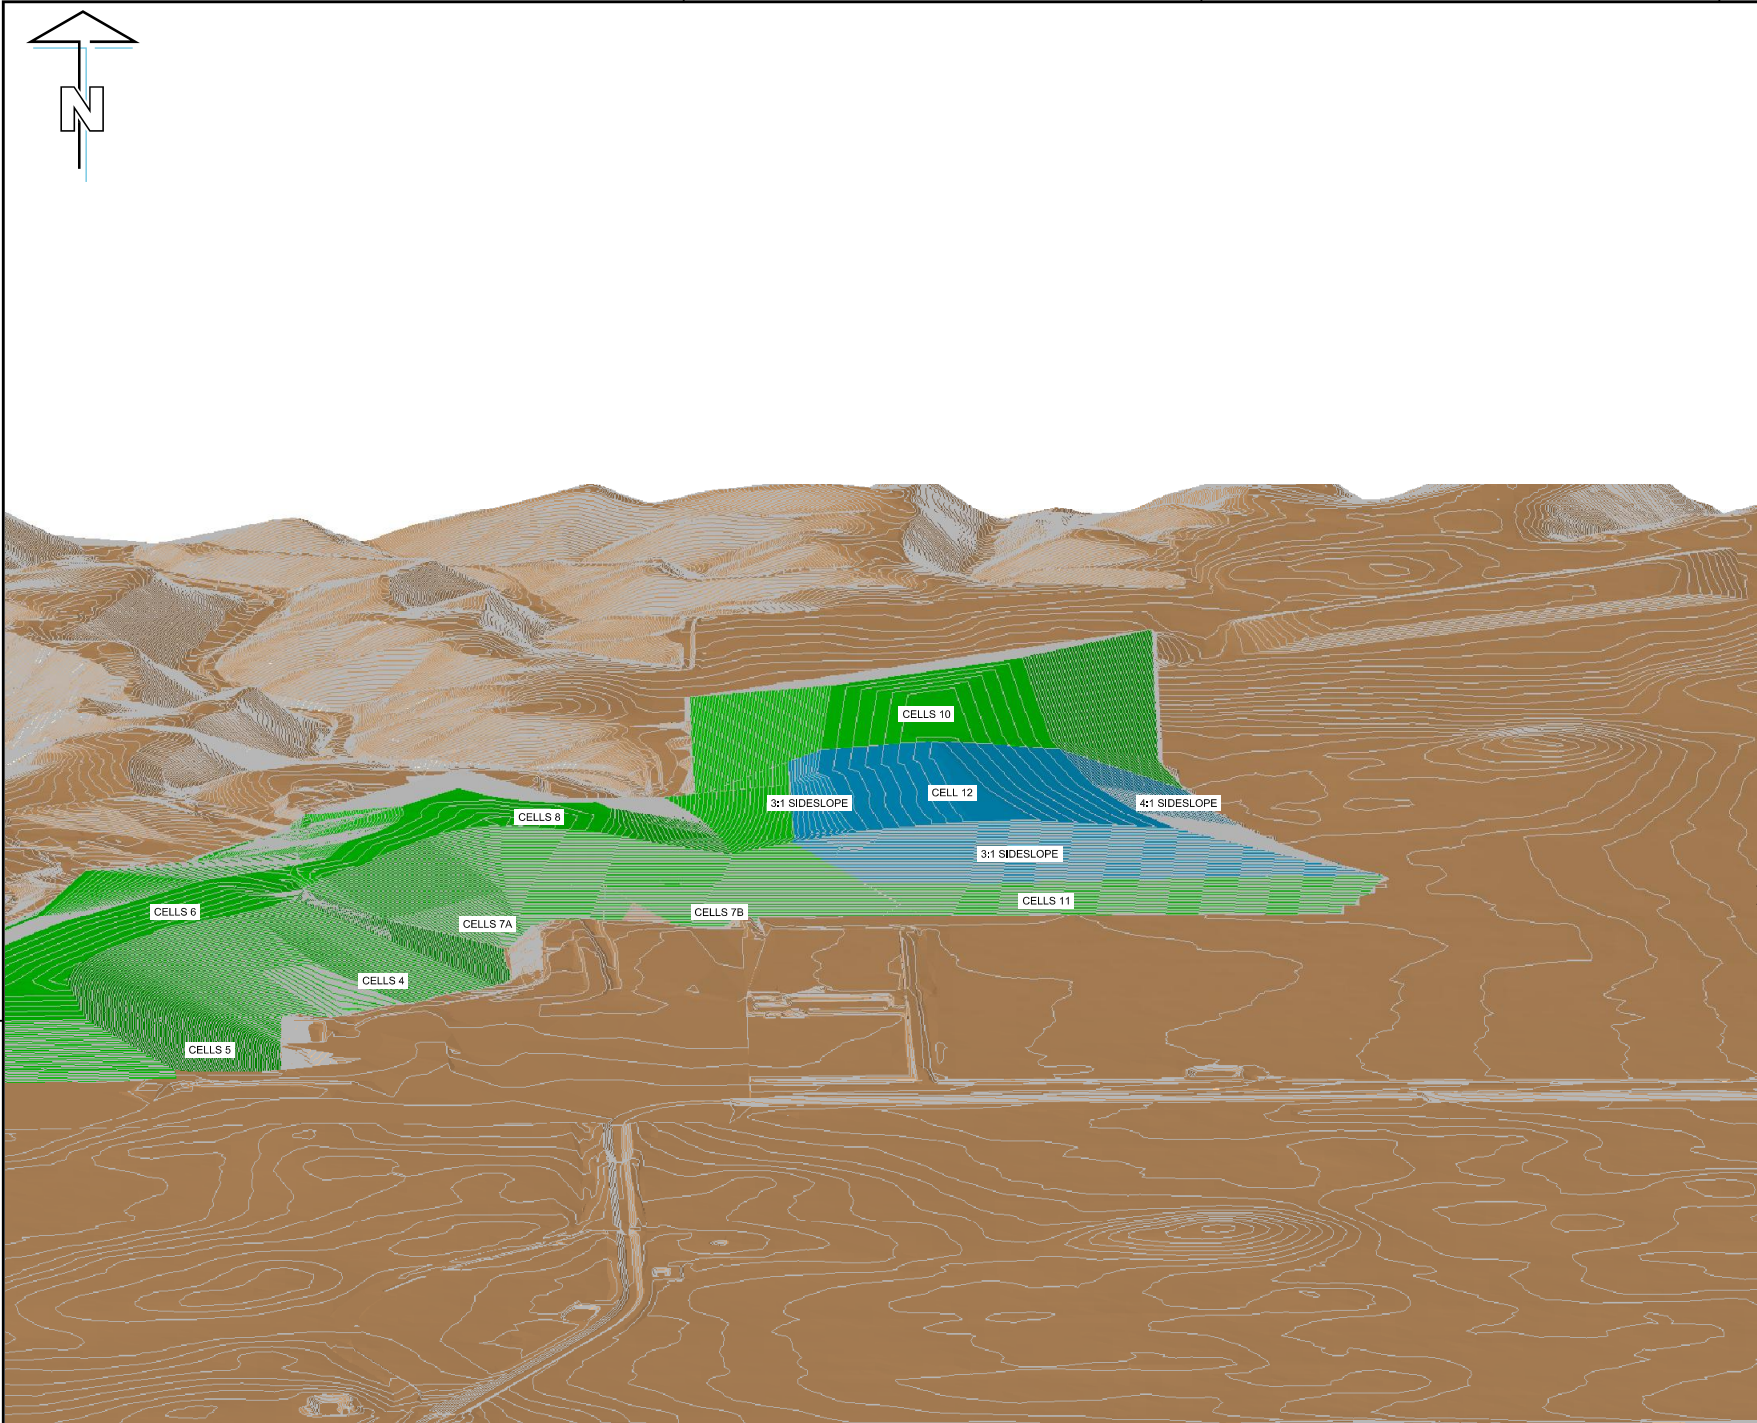 N
CELLS 10
CELL 12
3:1 SIDESLOPE
4:1 SIDESLOPE
CELLS 8
3:1 SIDESLOPE
CELLS 11
CELLS 6
CELLS 7B
CELLS 7A
CELLS 4
CELLS 5